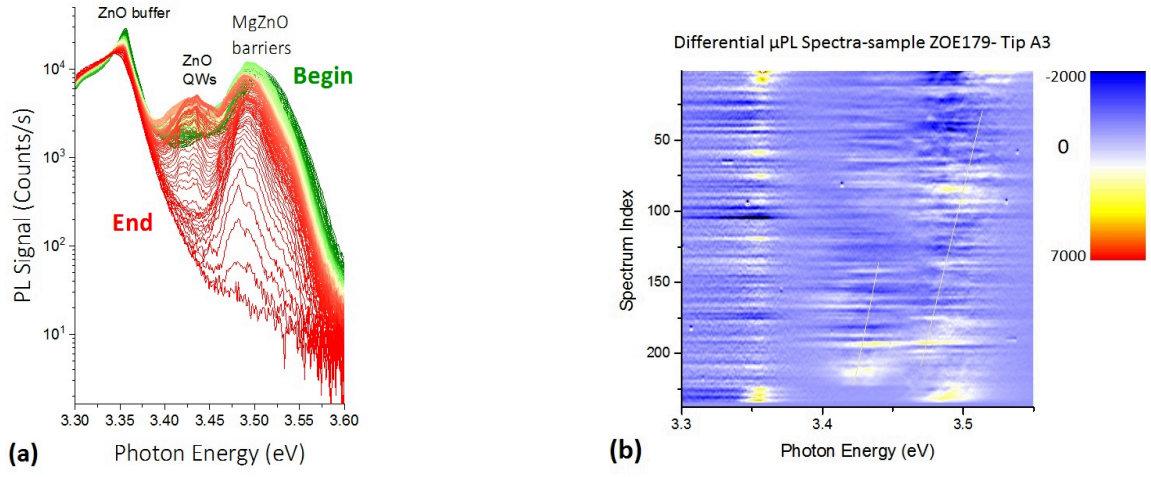 ZnO buffer
MgZnO
barriers
ZnO
QWs
Begin
End
10⁴
10³
10²
10¹
PL Signal (Counts/s)
3.30 3.35 3.40 3.45 3.50 3.55 3.60
(a) Photon Energy (eV)
Differential µPL Spectra-sample ZOE179- Tip A3
50
100
150
200
Spectrum Index
3.3 3.4 3.5
(b) Photon Energy (eV)
-2000
0
7000